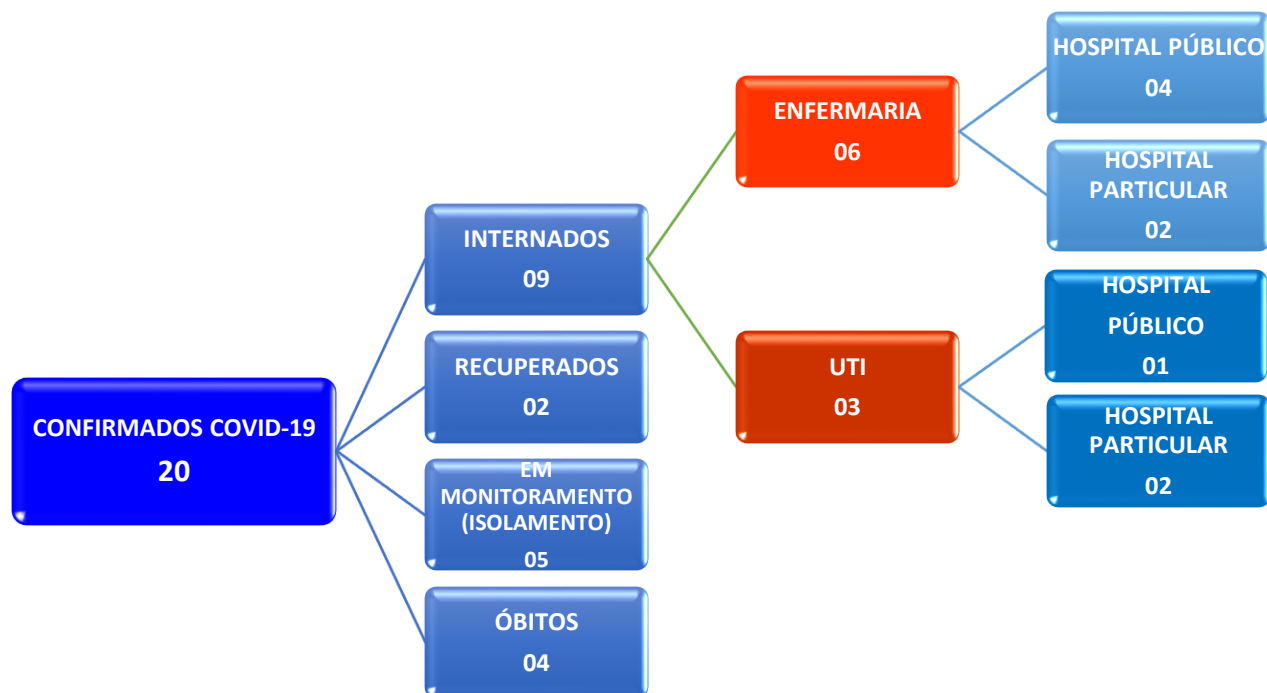 CONFIRMADOS COVID-19
20
INTERNADOS
09
RECUPERADOS
02
EM
MONITORAMENTO
(ISOLAMENTO)
05
ÓBITOS
04
ENFERMARIA
06
UTI
03
HOSPITAL PÚBLICO
04
HOSPITAL
PARTICULAR
02
HOSPITAL
PÚBLICO
01
HOSPITAL
PARTICULAR
02